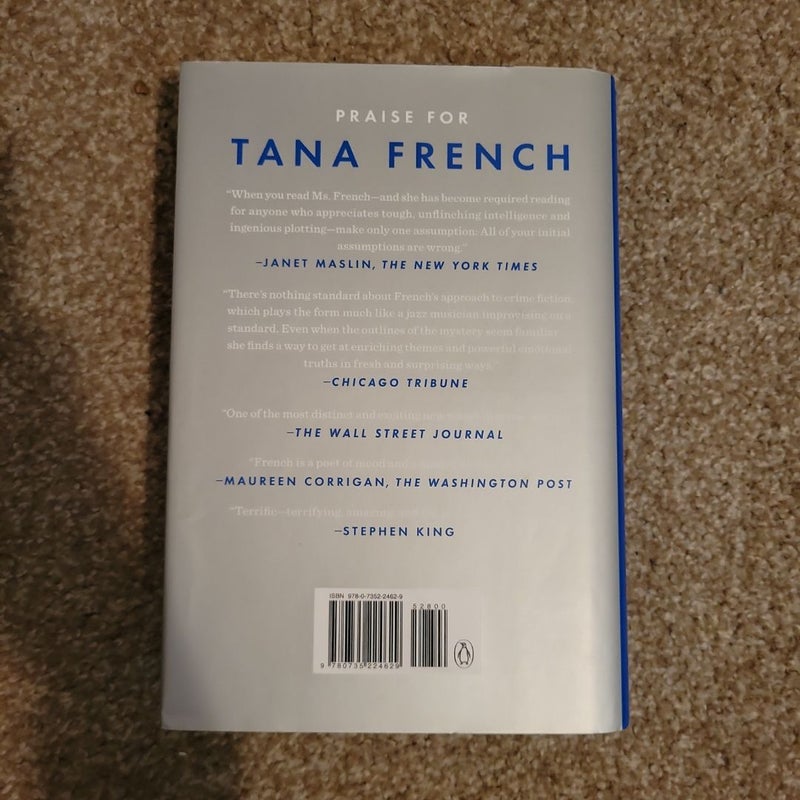 PRAISE FOR
TANA FRENCH
“When you read Ms. French—and she has become required reading
for anyone who appreciates tough, unflinching intelligence and
ingenious plotting—make only one assumption: All of your initial
assumptions are wrong.”
—JANET MASLIN, THE NEW YORK TIMES
“There's nothing standard about French's approach to crime fiction,
which plays the form much like a jazz musician improvising on a
standard. Even when the outlines of the mystery seem familiar
she finds a way to get at enriching themes and powerful emotional
truths in fresh and surprising ways.”
—CHICAGO TRIBUNE
“One of the most distinct and exciting new
—THE WALL STREET JOURNAL
“French is a poet of mood and
—MAUREEN CORRIGAN, THE WASHINGTON POST
“Terrific—terrifying, amazing
—STEPHEN KING
ISBN 978-0-7352-2462-9
52800
9 780735 224629